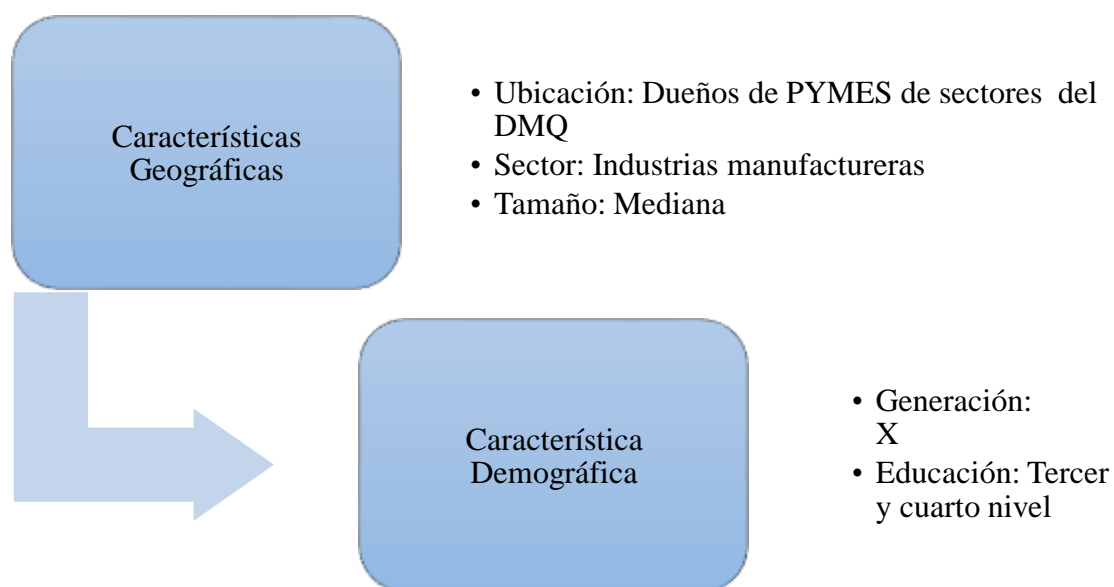 Características
Geográficas
• Ubicación: Dueños de PYMES de sectores del
DMQ
• Sector: Industrias manufactureras
• Tamaño: Mediana
Característica
Demográfica
• Generación:
X
• Educación: Tercer
y cuarto nivel